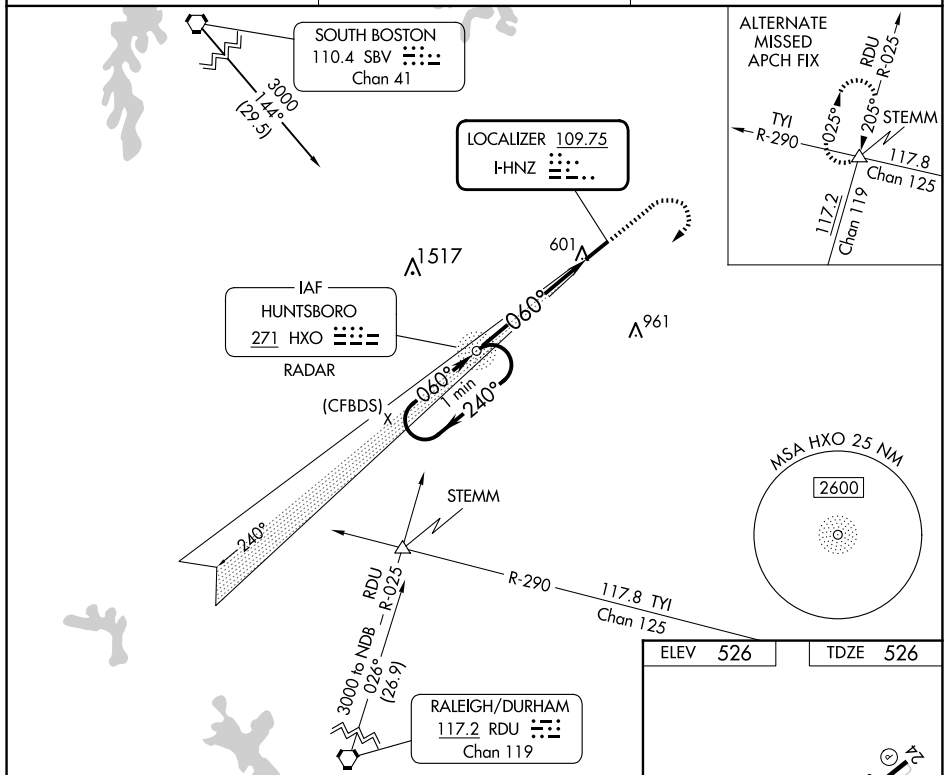 SOUTH BOSTON
110.4 SBV
Chan 41
3000
144°
(29.5)
ALTERNATE
MISSED
APCH FIX
RDU
R-025
TYI
R-290
025°
205°
STEMM
117.8
Chan 125
117.2
Chan 119
LOCALIZER 109.75
I-HNZ
1517
601
961
IAF
HUNTSBORO
271 HXO
RADAR
060°
060°
1 min
240°
(CFBDS) X
240°
STEMM
MSA HXO 25 NM
2600
R-290
117.8 TYI
Chan 125
RDU
R-025
3000 to NDB
026°
(26.9)
RALEIGH/DURHAM
117.2 RDU
Chan 119
ELEV 526
TDZE 526
P
24